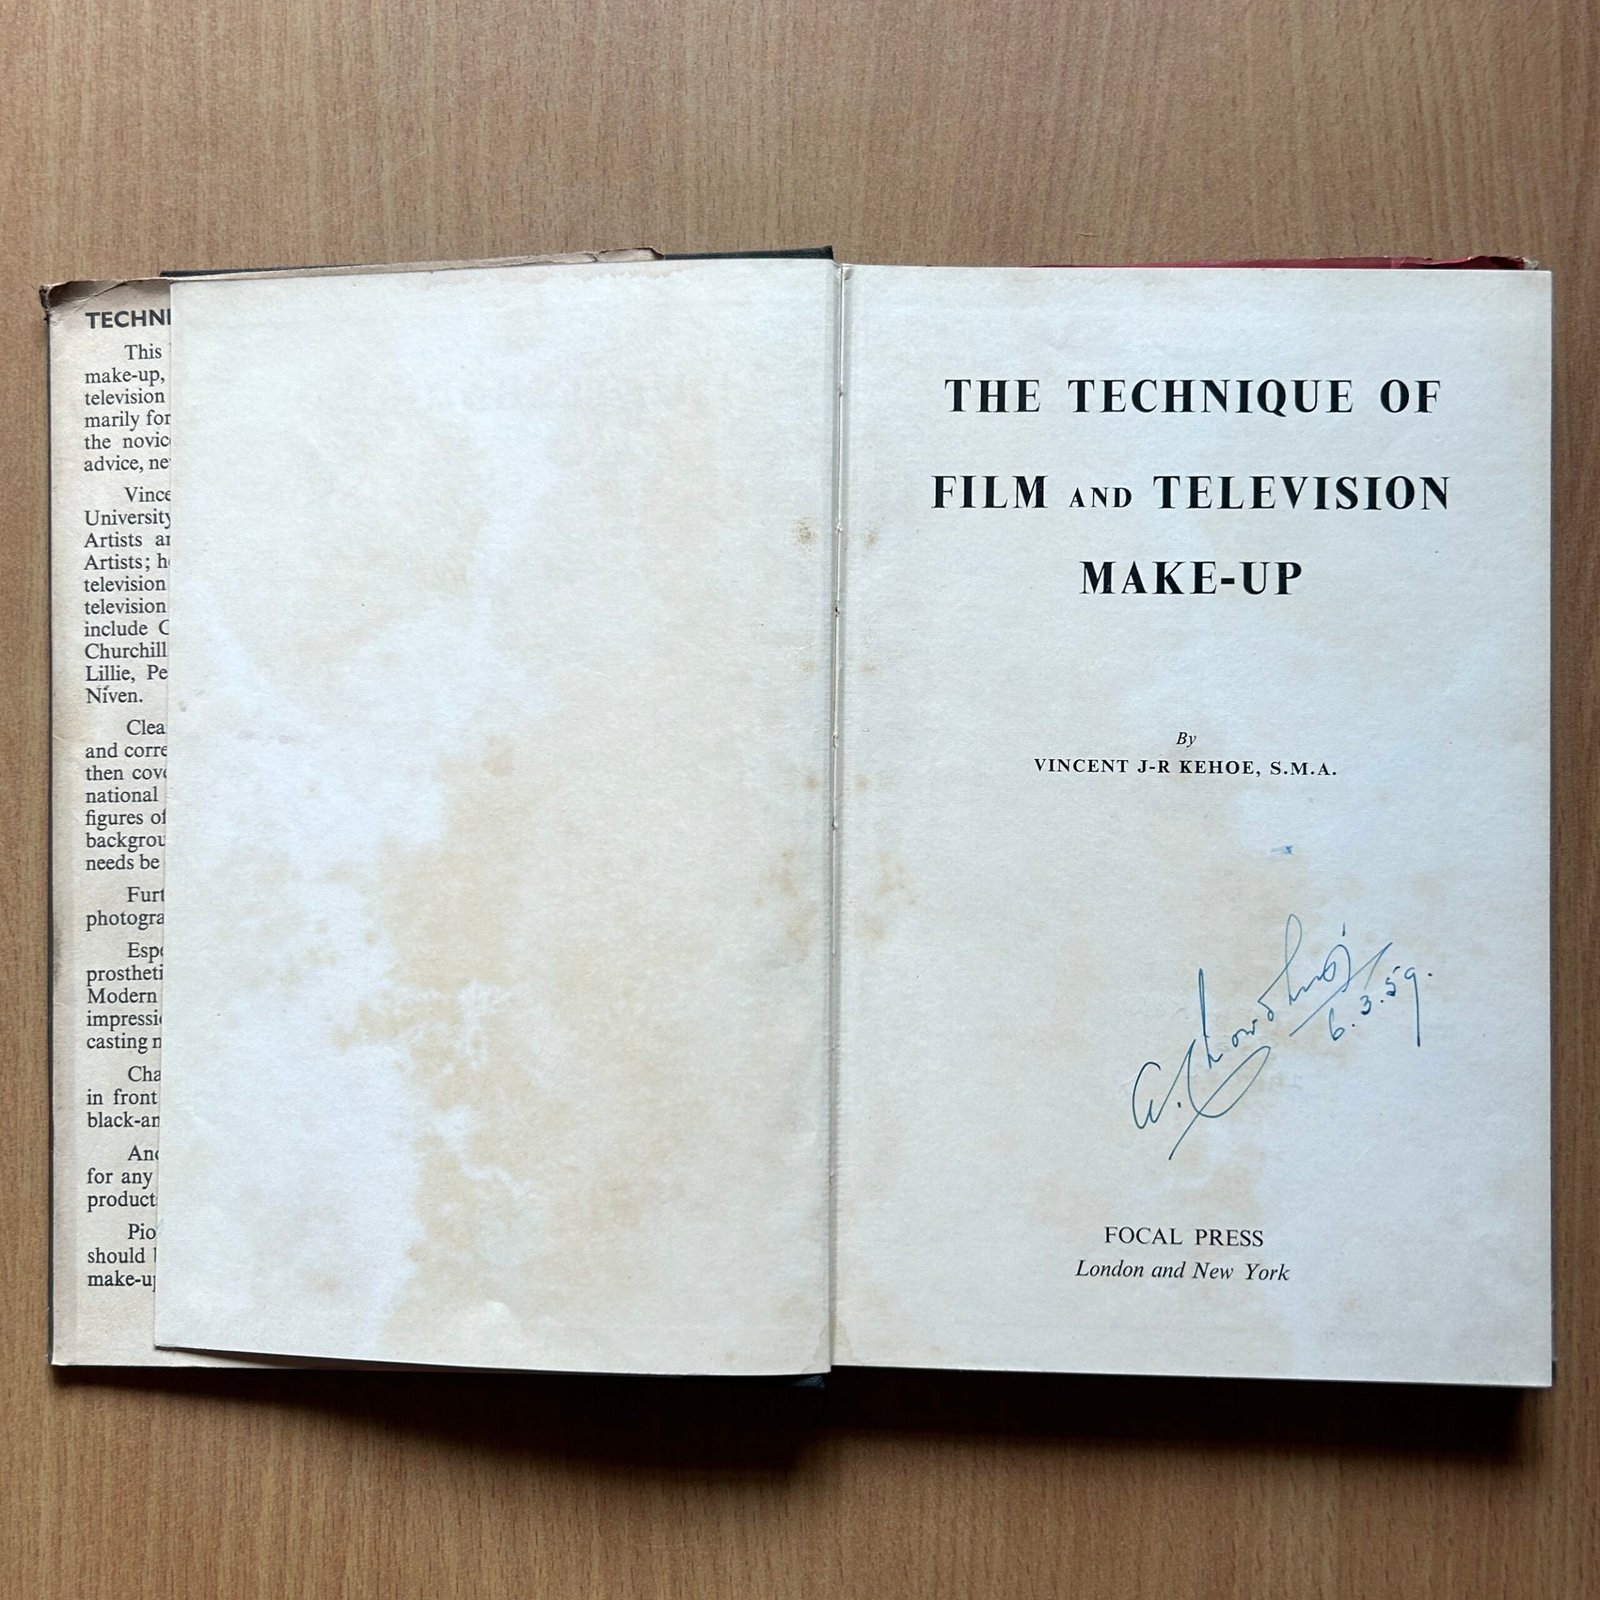 TECHNI
This
make-up,
television
marily for
the novic
advice, ne
Vince
University
Artists a
Artists; h
television
television
include C
Churchill
Lillie, Pe
Niven.
Clea
and corre
then cov
national
figures of
backgrou
needs be
Furt
photogra
Espe
prostheti
Modern
impressi
casting m
Cha
in front
black-an
And
for any
product
Pio
should b
make-up
THE TECHNIQUE OF
FILM AND TELEVISION
MAKE-UP
By
VINCENT J-R KEHOE, S.M.A.
6.3.59.
FOCAL PRESS
London and New York